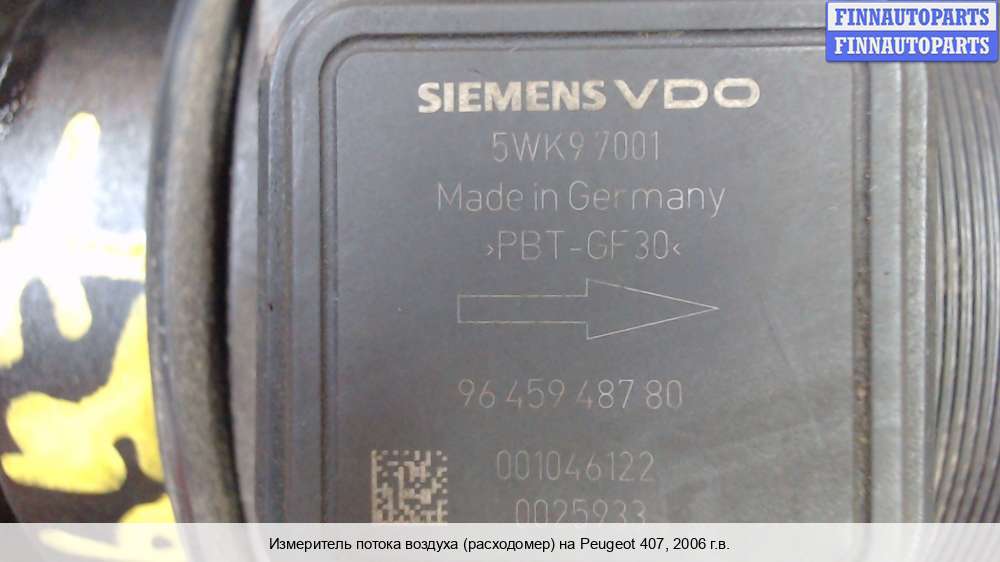 FINNAUTOPARTS
FINNAUTOPARTS
SIEMENS VDO
5WK9 7001
Made in Germany
›PBT-GF30‹
96 459 487 80
001046122
0025933
Измеритель потока воздуха (расходомер) на Peugeot 407, 2006 г.в.